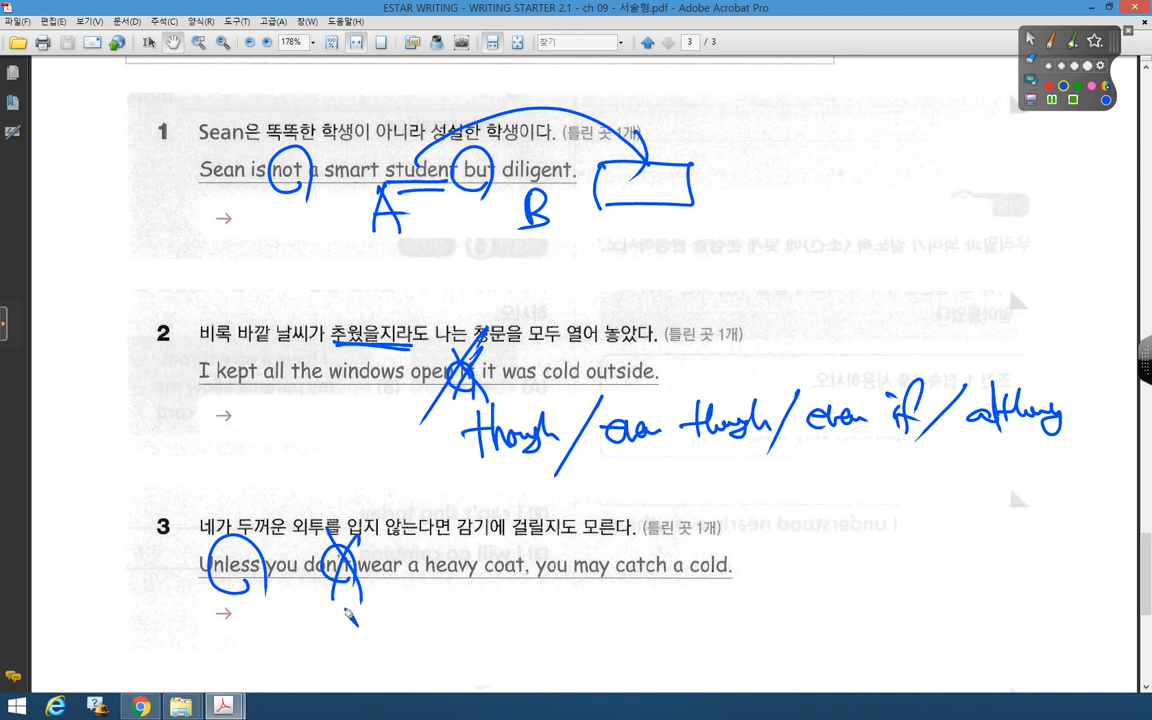 ESTAR WRITING - WRITING STARTER 2.1 - ch 09 - 서술형.pdf - Adobe Acrobat Pro
파일(F) 편집(E) 보기(V) 문서(D) 주석(C) 양식(R) 도구(T) 고급(A) 창(W) 도움말(H)
178% 찾기 3 / 3
1 Sean은 똑똑한 학생이 아니라 성실한 학생이다. (틀린 곳 1개)
Sean is not a smart student but diligent.
A B
→
2 비록 바깥 날씨가 추웠을지라도 나는 창문을 모두 열어 놓았다. (틀린 곳 1개)
I kept all the windows open if it was cold outside.
→
though / even though / even if / although
3 네가 두꺼운 외투를 입지 않는다면 감기에 걸릴지도 모른다. (틀린 곳 1개)
Unless you don't wear a heavy coat, you may catch a cold.
→